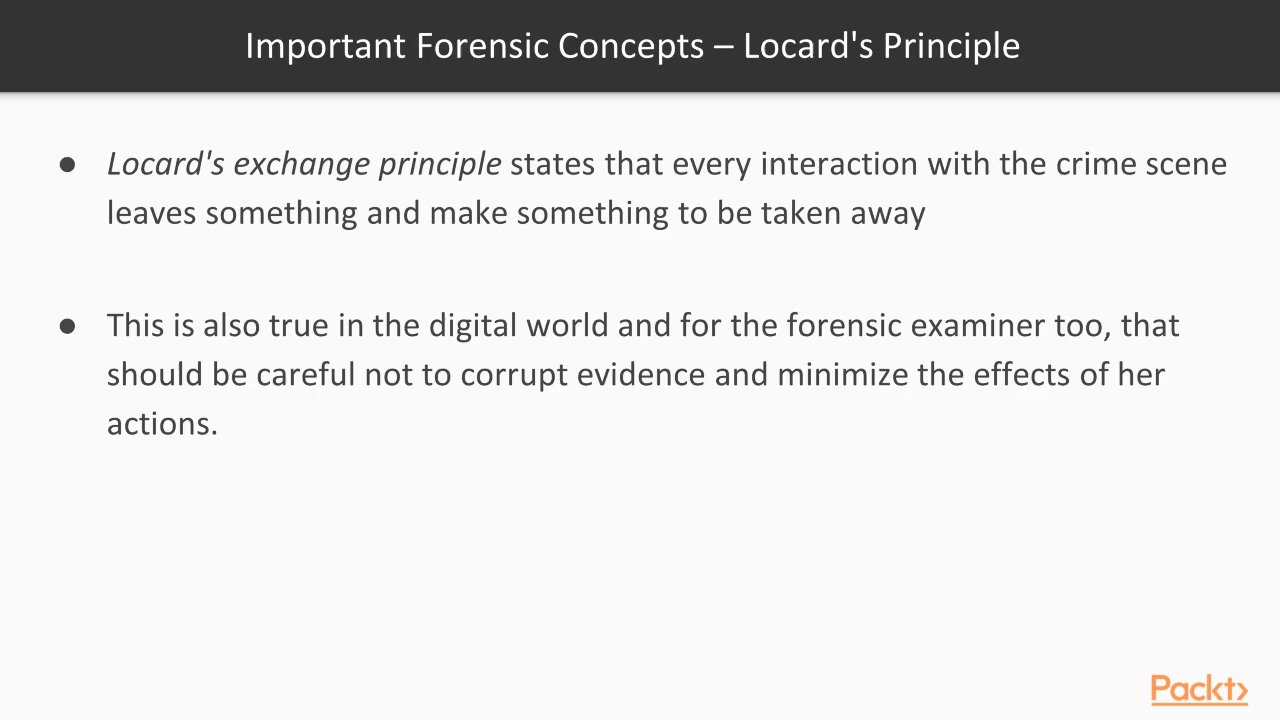 Important Forensic Concepts – Locard's Principle
● Locard's exchange principle states that every interaction with the crime scene
leaves something and make something to be taken away
● This is also true in the digital world and for the forensic examiner too, that
should be careful not to corrupt evidence and minimize the effects of her
actions.
Packt>